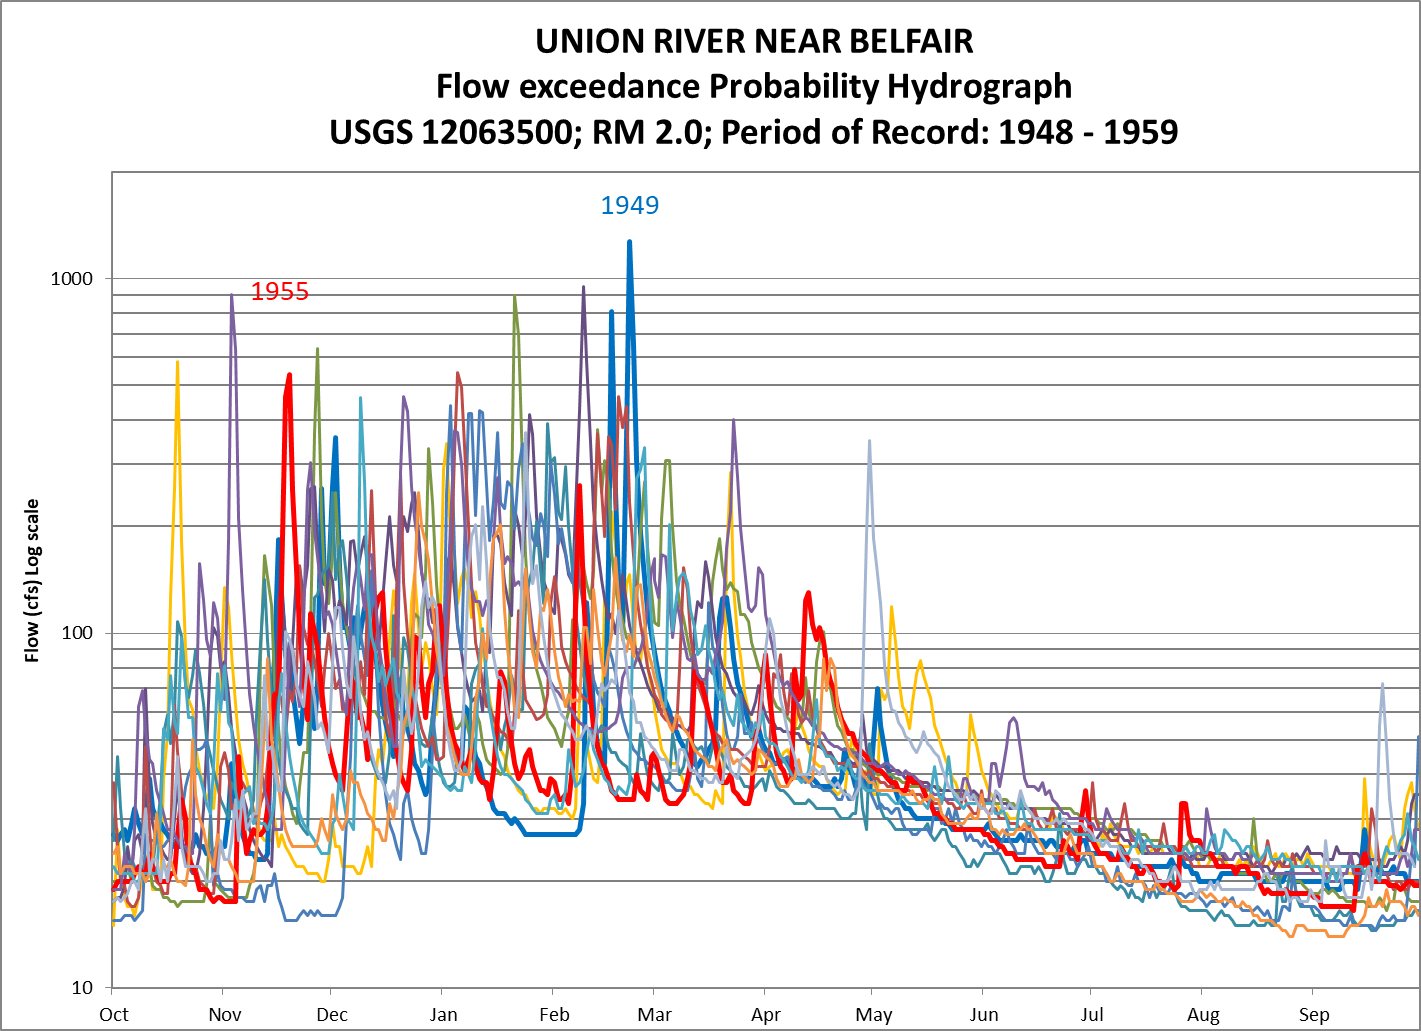 UNION RIVER NEAR BELFAIR
Flow exceedance Probability Hydrograph
USGS 12063500; RM 2.0; Period of Record: 1948 - 1959
1949
1955
1000
100
10
Flow (cfs) Log scale
Oct Nov Dec Jan Feb Mar Apr May Jun Jul Aug Sep